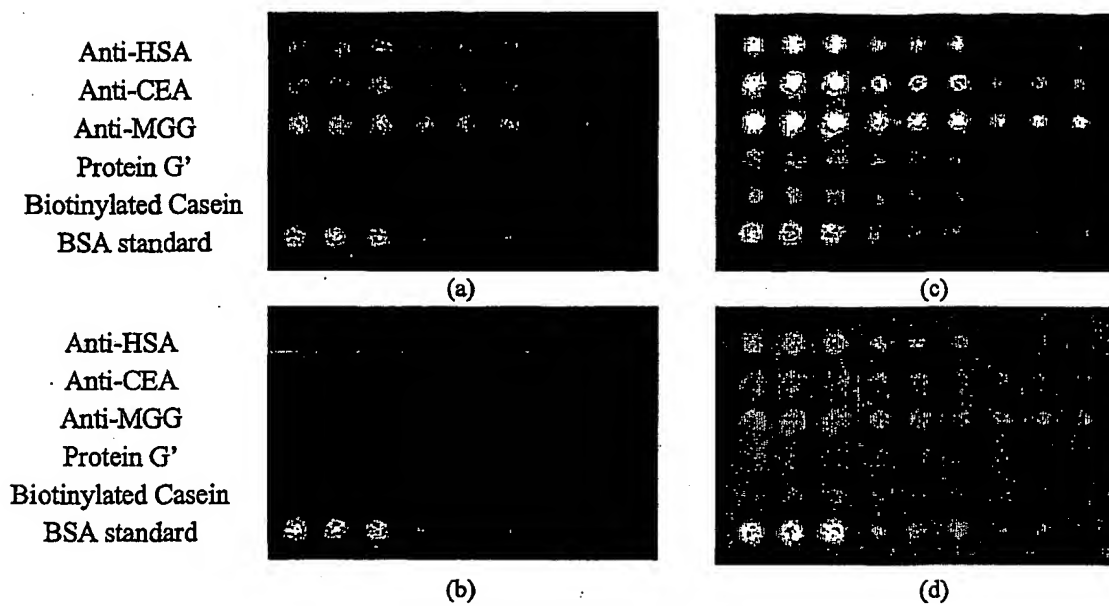 Anti-HSA
Anti-CEA
Anti-MGG
Protein G'
Biotinylated Casein
BSA standard
(a)
(c)
Anti-HSA
Anti-CEA
Anti-MGG
Protein G'
Biotinylated Casein
BSA standard
(b)
(d)